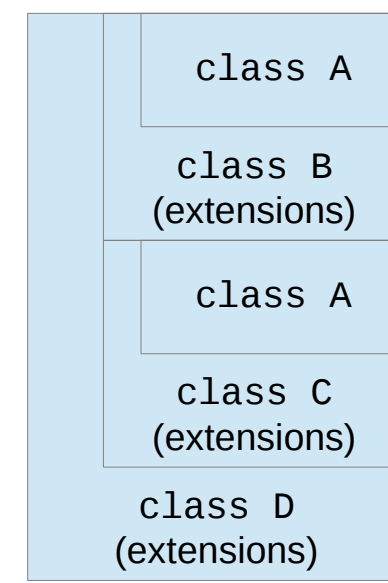 class A
class B
(extensions)
class A
class C
(extensions)
class D
(extensions)